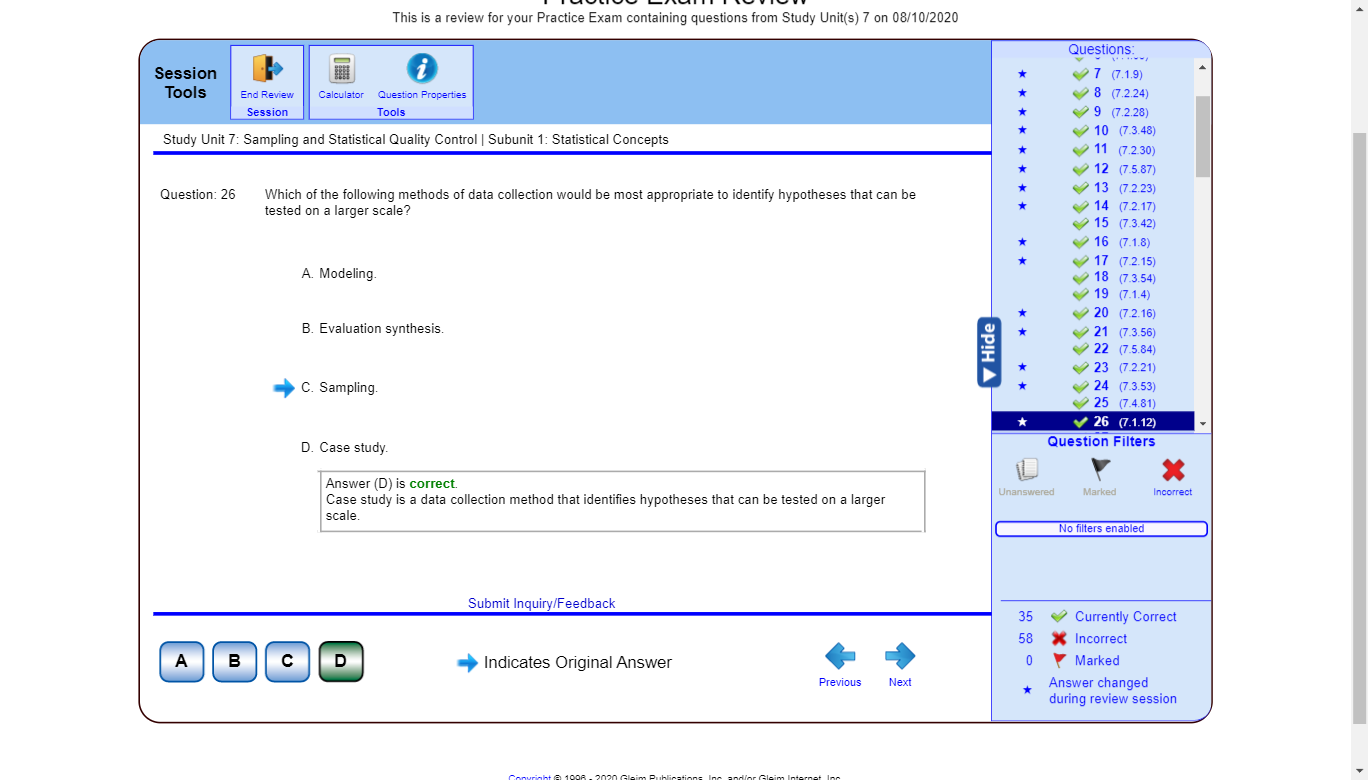 Practice Exam Review
This is a review for your Practice Exam containing questions from Study Unit(s) 7 on 08/10/2020
Session Tools
End Review
Session
Calculator
Question Properties
Tools
Study Unit 7: Sampling and Statistical Quality Control | Subunit 1: Statistical Concepts
Question: 26
Which of the following methods of data collection would be most appropriate to identify hypotheses that can be
tested on a larger scale?
A. Modeling.
B. Evaluation synthesis.
C. Sampling.
D. Case study.
Answer (D) is correct.
Case study is a data collection method that identifies hypotheses that can be tested on a larger
scale.
Submit Inquiry/Feedback
A B C D
Indicates Original Answer
Previous
Next
Questions:
7 (7.1.9)
8 (7.2.24)
9 (7.2.28)
10 (7.3.48)
11 (7.2.30)
12 (7.5.87)
13 (7.2.23)
14 (7.2.17)
15 (7.3.42)
16 (7.1.8)
17 (7.2.15)
18 (7.3.54)
19 (7.1.4)
20 (7.2.16)
21 (7.3.56)
22 (7.5.84)
23 (7.2.21)
24 (7.3.53)
25 (7.4.81)
26 (7.1.12)
Hide
Question Filters
Unanswered
Marked
Incorrect
No filters enabled
35 Currently Correct
58 Incorrect
0 Marked
Answer changed
during review session
Copyright © 1996 - 2020 Gleim Publications, Inc. and/or Gleim Internet, Inc.